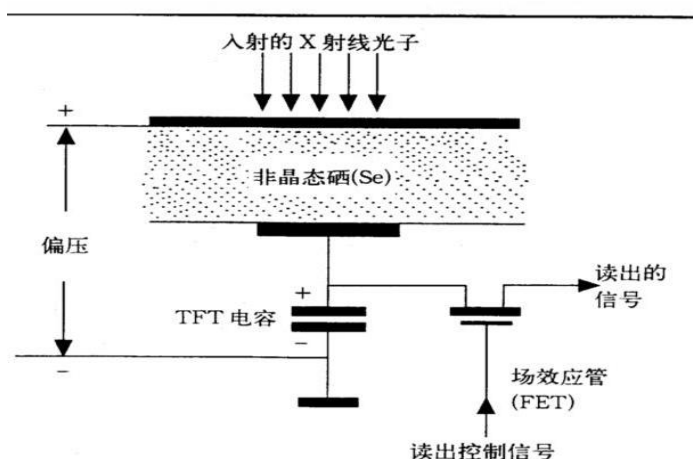 入射的 X 射线光子
+
非晶态硒(Se)
偏压
+
TFT 电容
−
−
读出的
信号
场效应管
(FET)
读出控制信号